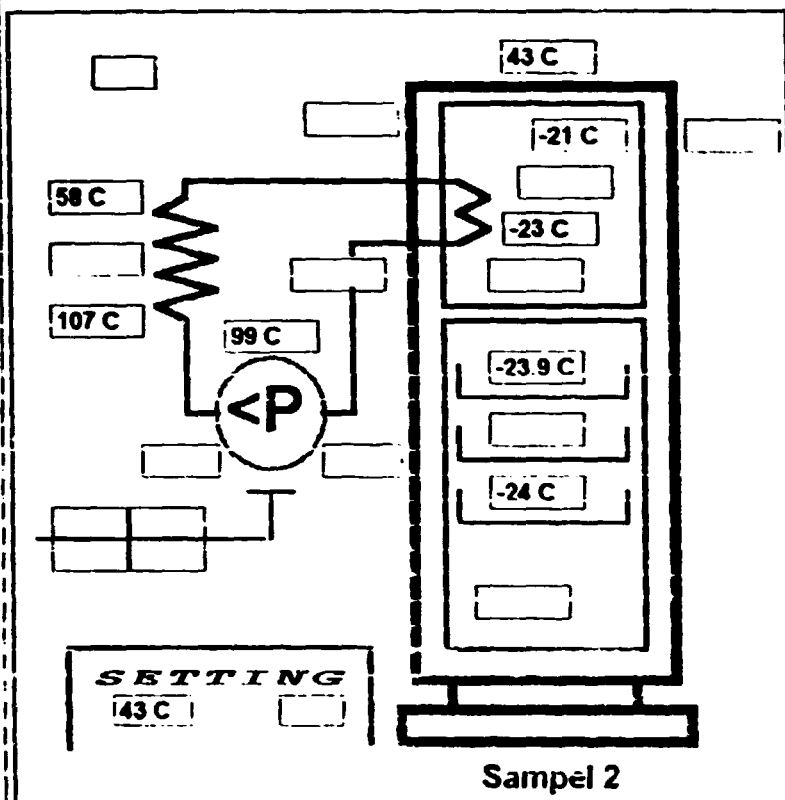 43 C
-21 C
58 C
-23 C
107 C
99 C
-23.9 C
<P
-24 C
SETTING
43 C
Sampel 2